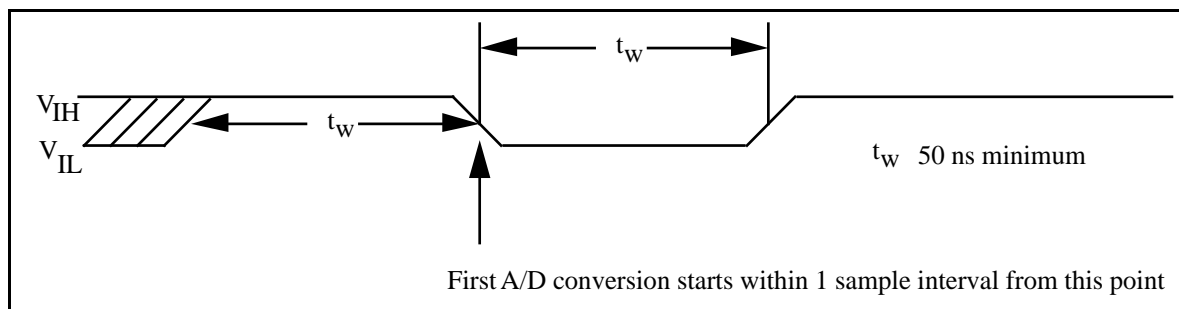 tw
VIH
tw
VIL
tw 50 ns minimum
First A/D conversion starts within 1 sample interval from this point